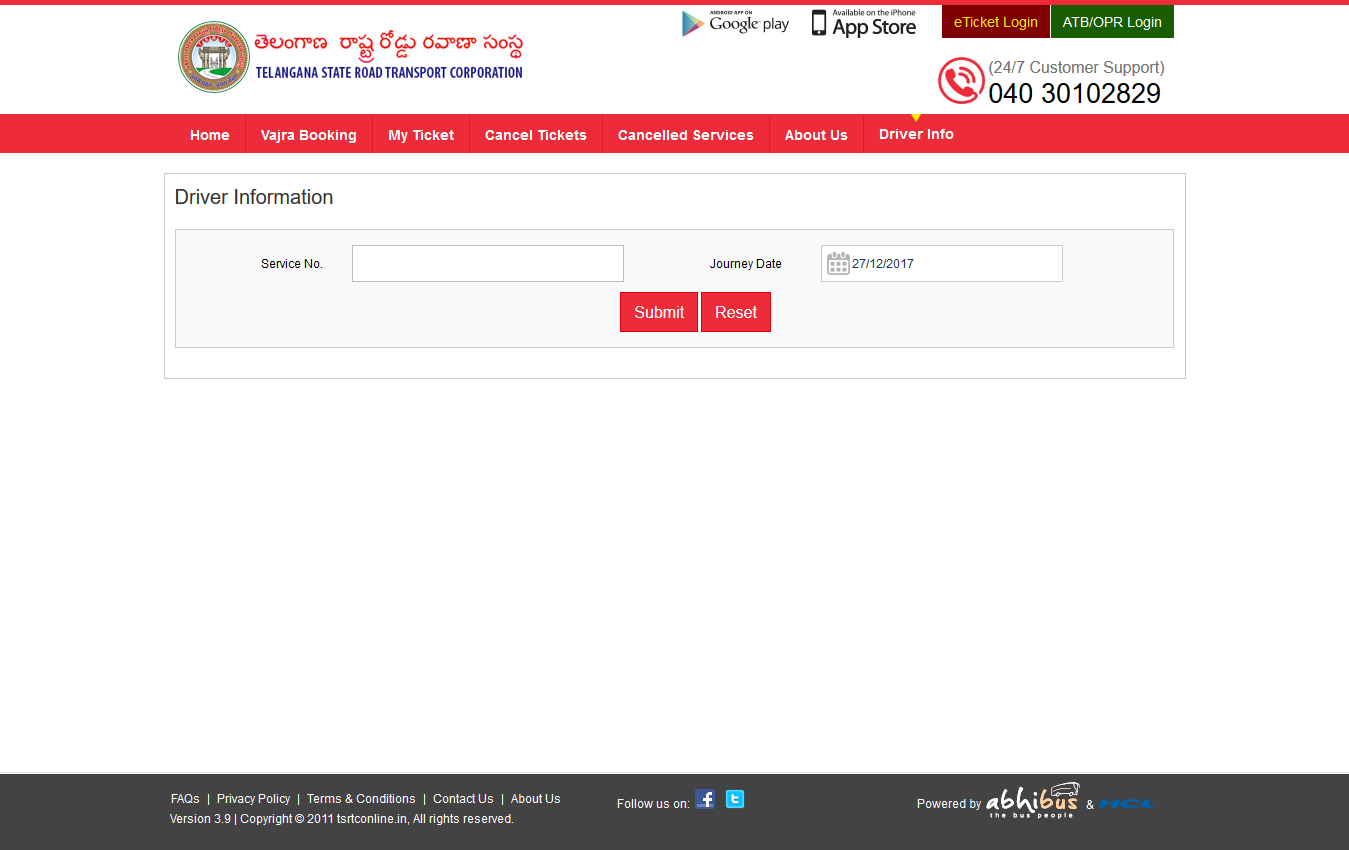 ANDROID APP ON
Google play
Available on the iPhone
App Store
eTicket Login
ATB/OPR Login
తెలంగాణ రాష్ట్ర రోడ్డు రవాణా సంస్థ
TELANGANA STATE ROAD TRANSPORT CORPORATION
(24/7 Customer Support)
040 30102829
Home
Vajra Booking
My Ticket
Cancel Tickets
Cancelled Services
About Us
Driver Info
Driver Information
Service No.
Journey Date
27/12/2017
Submit
Reset
FAQs | Privacy Policy | Terms & Conditions | Contact Us | About Us
Version 3.9 | Copyright © 2011 tsrtconline.in, All rights reserved.
Follow us on:
Powered by abhibus & HCL
the bus people